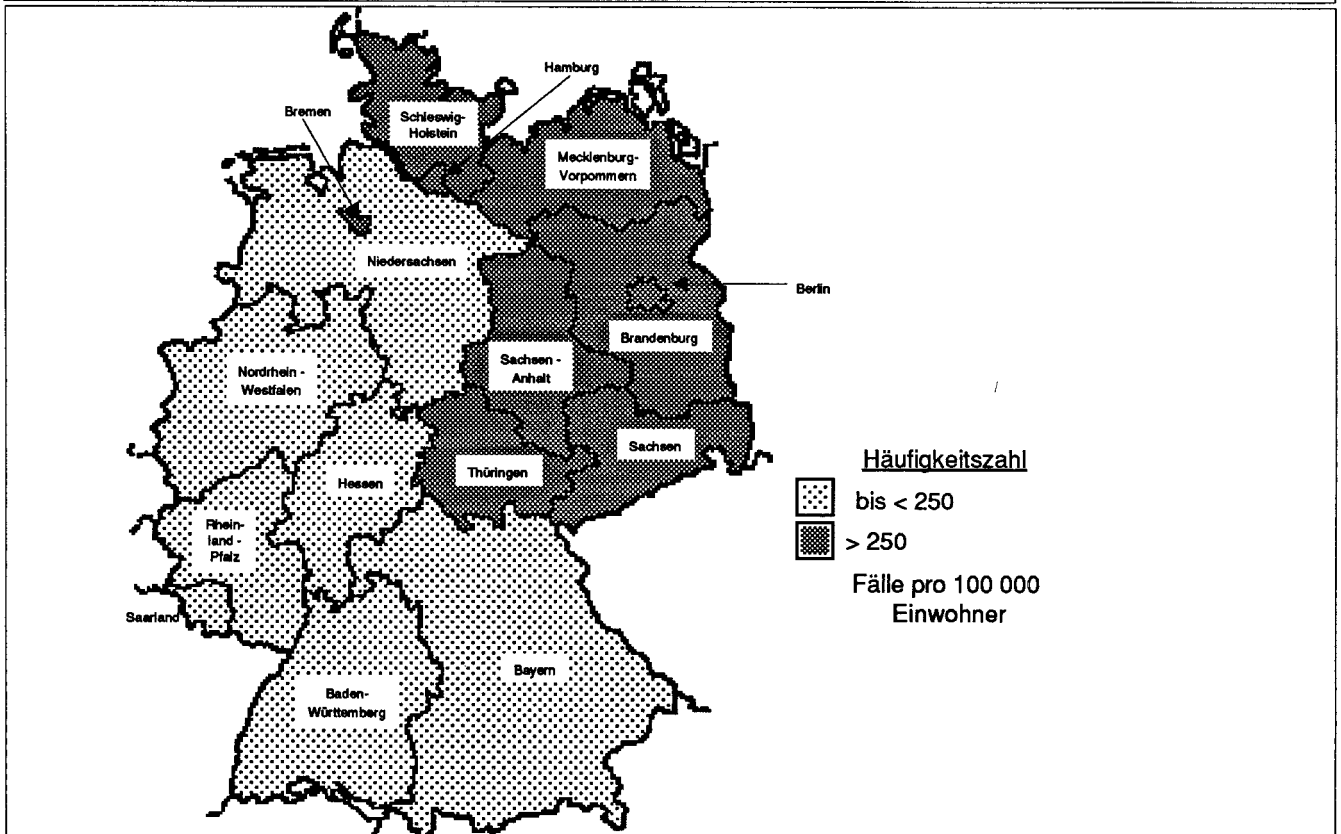 Hamburg
Bremen
Schleswig-
Holstein
Mecklenburg-
Vorpommern
Niedersachsen
Berlin
Brandenburg
Sachsen -
Anhalt
Nordrhein -
Westfalen
Sachsen
Thüringen
Hessen
Rhein-
land -
Pfalz
Saarland
Bayern
Baden-
Württemberg
Häufigkeitszahl
bis < 250
> 250
Fälle pro 100 000
Einwohner